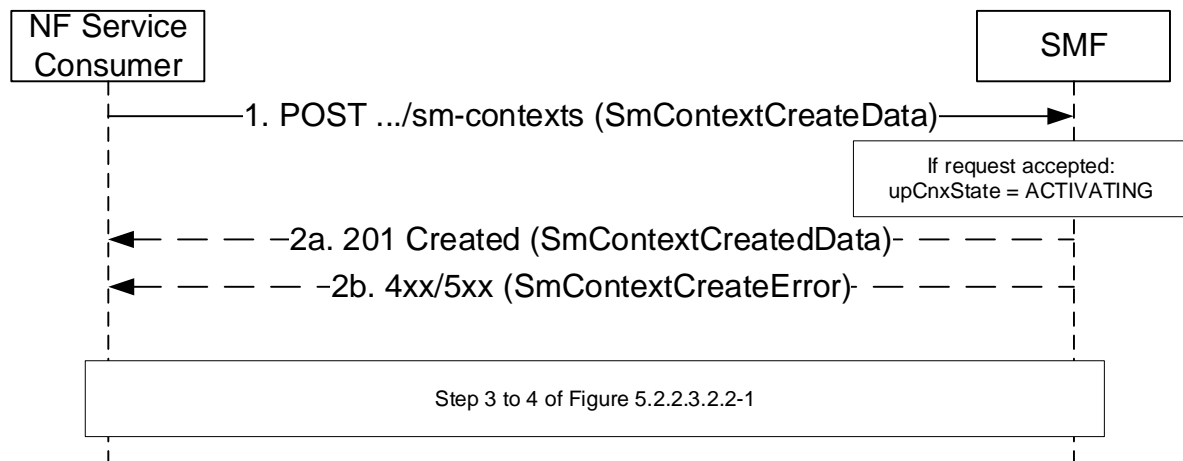 NF Service
Consumer
SMF
1. POST .../sm-contexts (SmContextCreateData)
If request accepted:
upCnxState = ACTIVATING
2a. 201 Created (SmContextCreatedData)
2b. 4xx/5xx (SmContextCreateError)
Step 3 to 4 of Figure 5.2.2.3.2.2-1